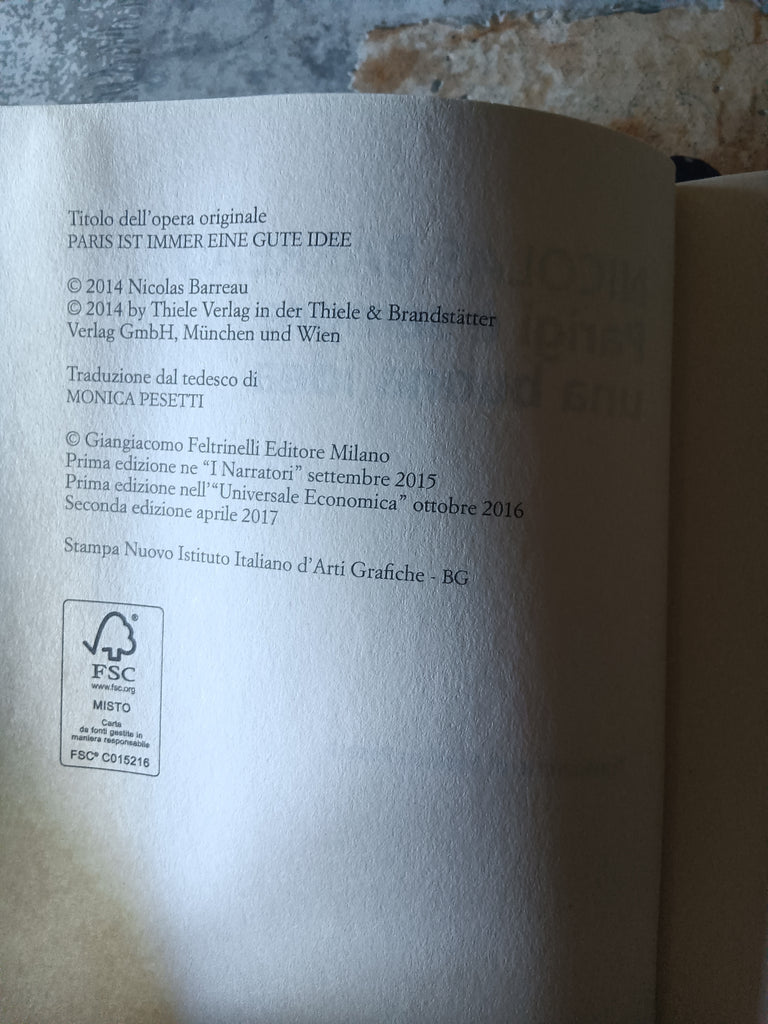 Titolo dell'opera originale
PARIS IST IMMER EINE GUTE IDEE
© 2014 Nicolas Barreau
© 2014 by Thiele Verlag in der Thiele & Brandstätter
Verlag GmbH, München und Wien
Traduzione dal tedesco di
MONICA PESETTI
© Giangiacomo Feltrinelli Editore Milano
Prima edizione ne “I Narratori” settembre 2015
Prima edizione nell'“Universale Economica” ottobre 2016
Seconda edizione aprile 2017
Stampa Nuovo Istituto Italiano d'Arti Grafiche - BG
®
FSC
www.fsc.org
MISTO
Carta
da fonti gestite in
maniera responsabile
FSC® C015216